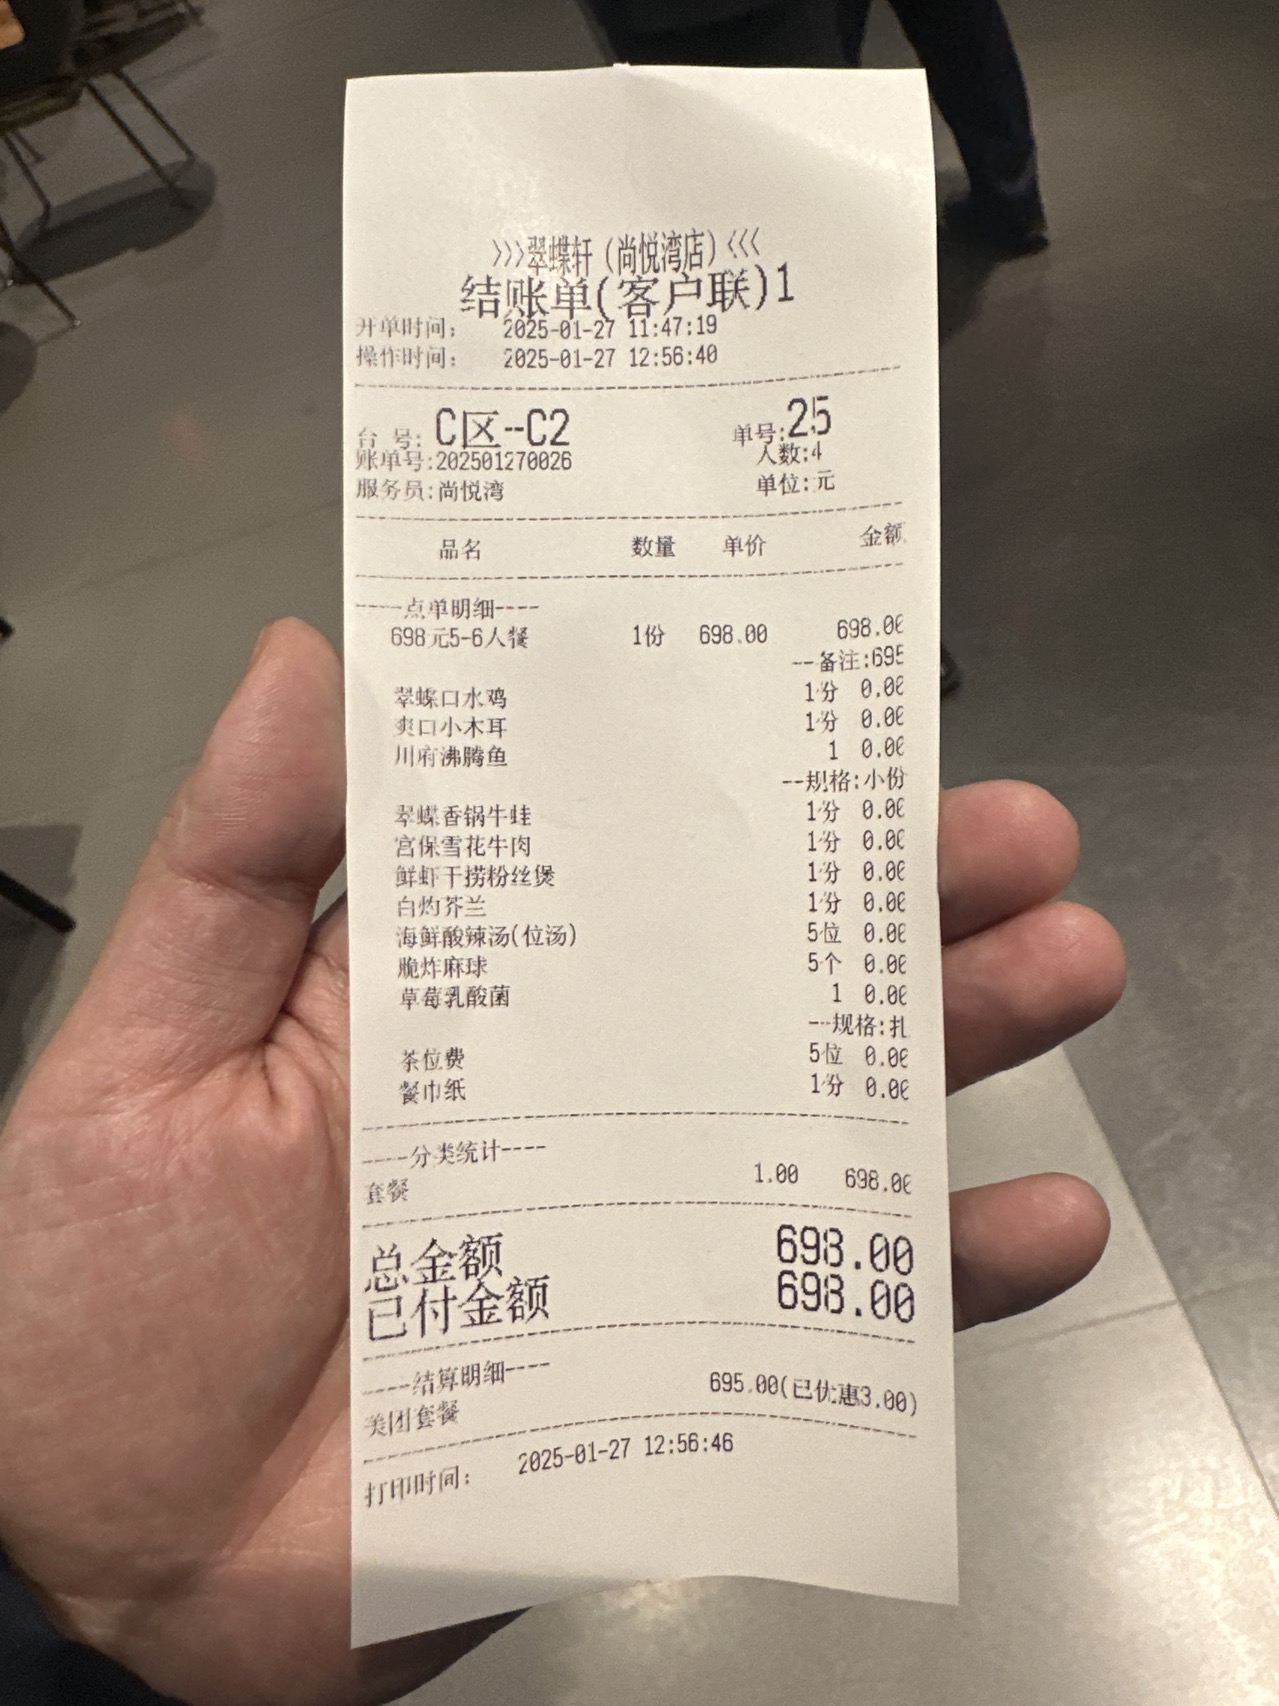 >>>翠蝶轩（尚悦湾店）<<<
结账单(客户联)1
开单时间： 2025-01-27 11:47:19
操作时间： 2025-01-27 12:56:40
台 号: C区--C2 单号:25
账单号:202501270026 人数:4
服务员:尚悦湾 单位:元
品名 数量 单价 金额
-----点单明细----
698元5-6人餐 1份 698.00 698.00
--备注:695
翠蝶口水鸡 1份 0.00
爽口小木耳 1份 0.00
川府沸腾鱼 1 0.00
--规格:小份
翠蝶香锅牛蛙 1份 0.00
宫保雪花牛肉 1份 0.00
鲜虾干捞粉丝煲 1份 0.00
白灼芥兰 1份 0.00
海鲜酸辣汤(位汤) 5位 0.00
脆炸麻球 5个 0.00
草莓乳酸菌 1 0.00
--规格:扎
茶位费 5位 0.00
餐巾纸 1份 0.00
-----分类统计----
套餐 1.00 698.00
总金额 698.00
已付金额 698.00
-----结算明细----
美团套餐 695.00(已优惠3.00)
打印时间： 2025-01-27 12:56:46